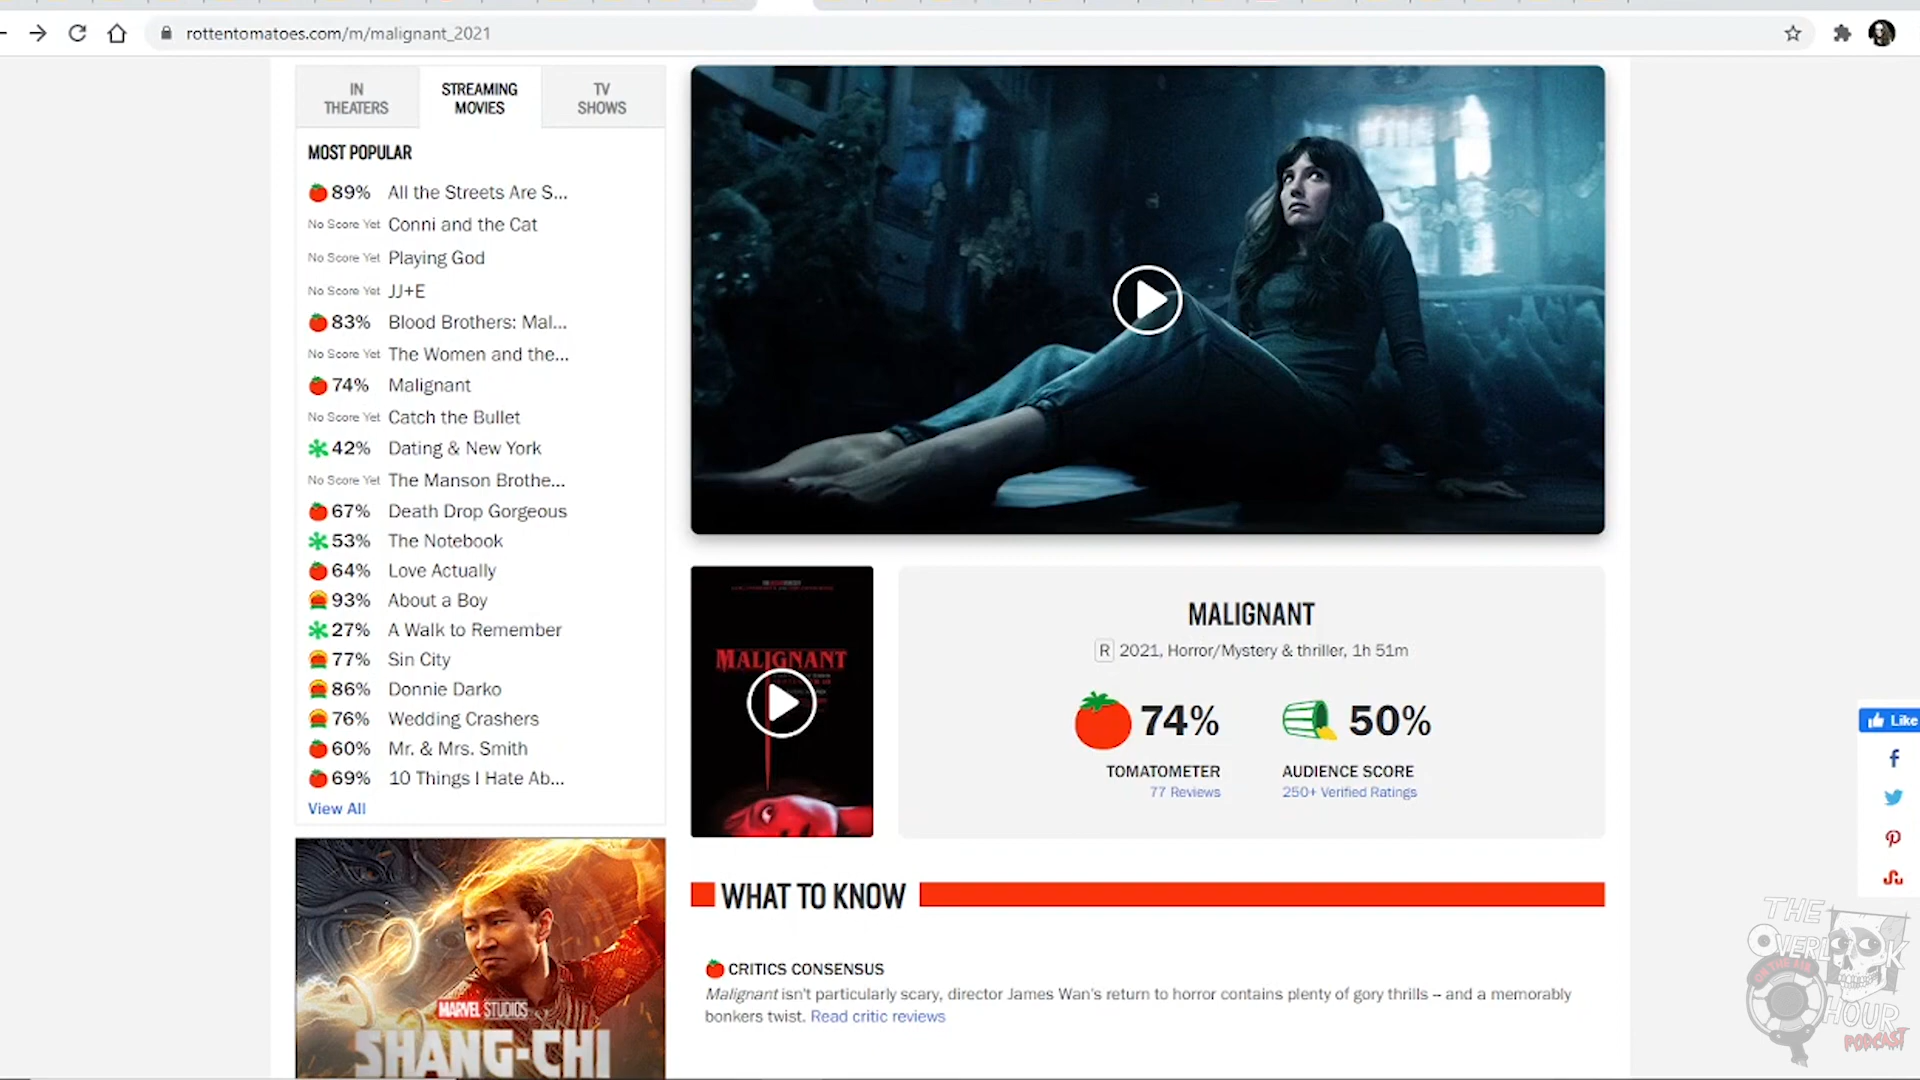 rottentomatoes.com/m/malignant_2021
IN
THEATERS
STREAMING
MOVIES
TV
SHOWS
MOST POPULAR
89% All the Streets Are S...
No Score Yet Conni and the Cat
No Score Yet Playing God
No Score Yet JJ+E
83% Blood Brothers: Mal...
No Score Yet The Women and the...
74% Malignant
No Score Yet Catch the Bullet
42% Dating & New York
No Score Yet The Manson Brothe...
67% Death Drop Gorgeous
53% The Notebook
64% Love Actually
93% About a Boy
27% A Walk to Remember
77% Sin City
86% Donnie Darko
76% Wedding Crashers
60% Mr. & Mrs. Smith
69% 10 Things I Hate Ab...
View All
MARVEL STUDIOS
SHANG-CHI
MALIGNANT
MALIGNANT
R 2021, Horror/Mystery & thriller, 1h 51m
74% 50%
TOMATOMETER AUDIENCE SCORE
77 Reviews 250+ Verified Ratings
Like
WHAT TO KNOW
CRITICS CONSENSUS
Malignant isn't particularly scary, director James Wan's return to horror contains plenty of gory thrills -- and a memorably
bonkers twist. Read critic reviews
THE
OVERLOOK
ON THE AIR
HOUR
PODCAST